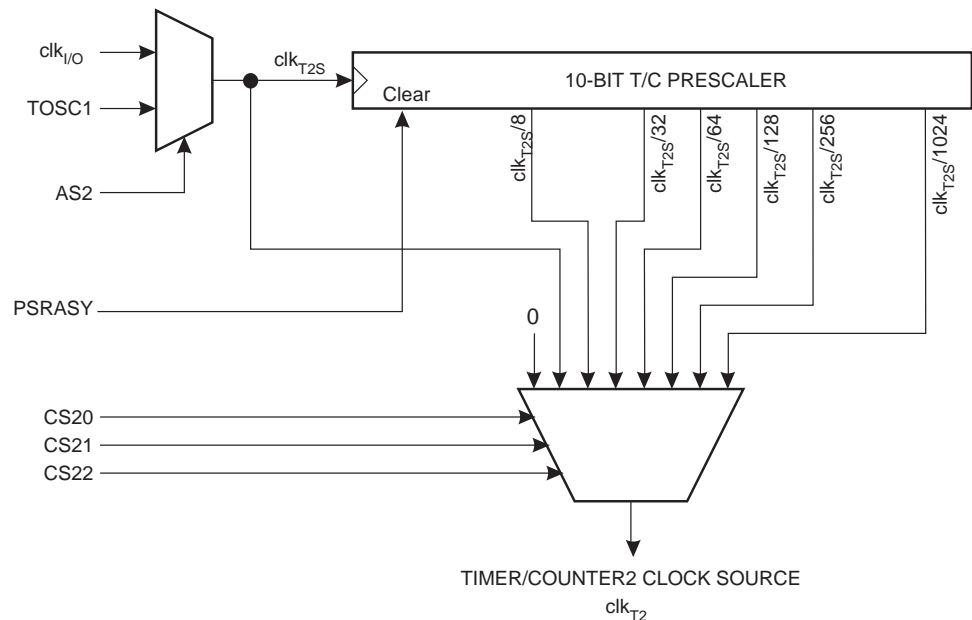 clkI/O
clkT2S
10-BIT T/C PRESCALER
TOSC1
Clear
clkT2S/8
clkT2S/32
clkT2S/64
clkT2S/128
clkT2S/256
clkT2S/1024
AS2
PSRASY
0
CS20
CS21
CS22
TIMER/COUNTER2 CLOCK SOURCE
clkT2